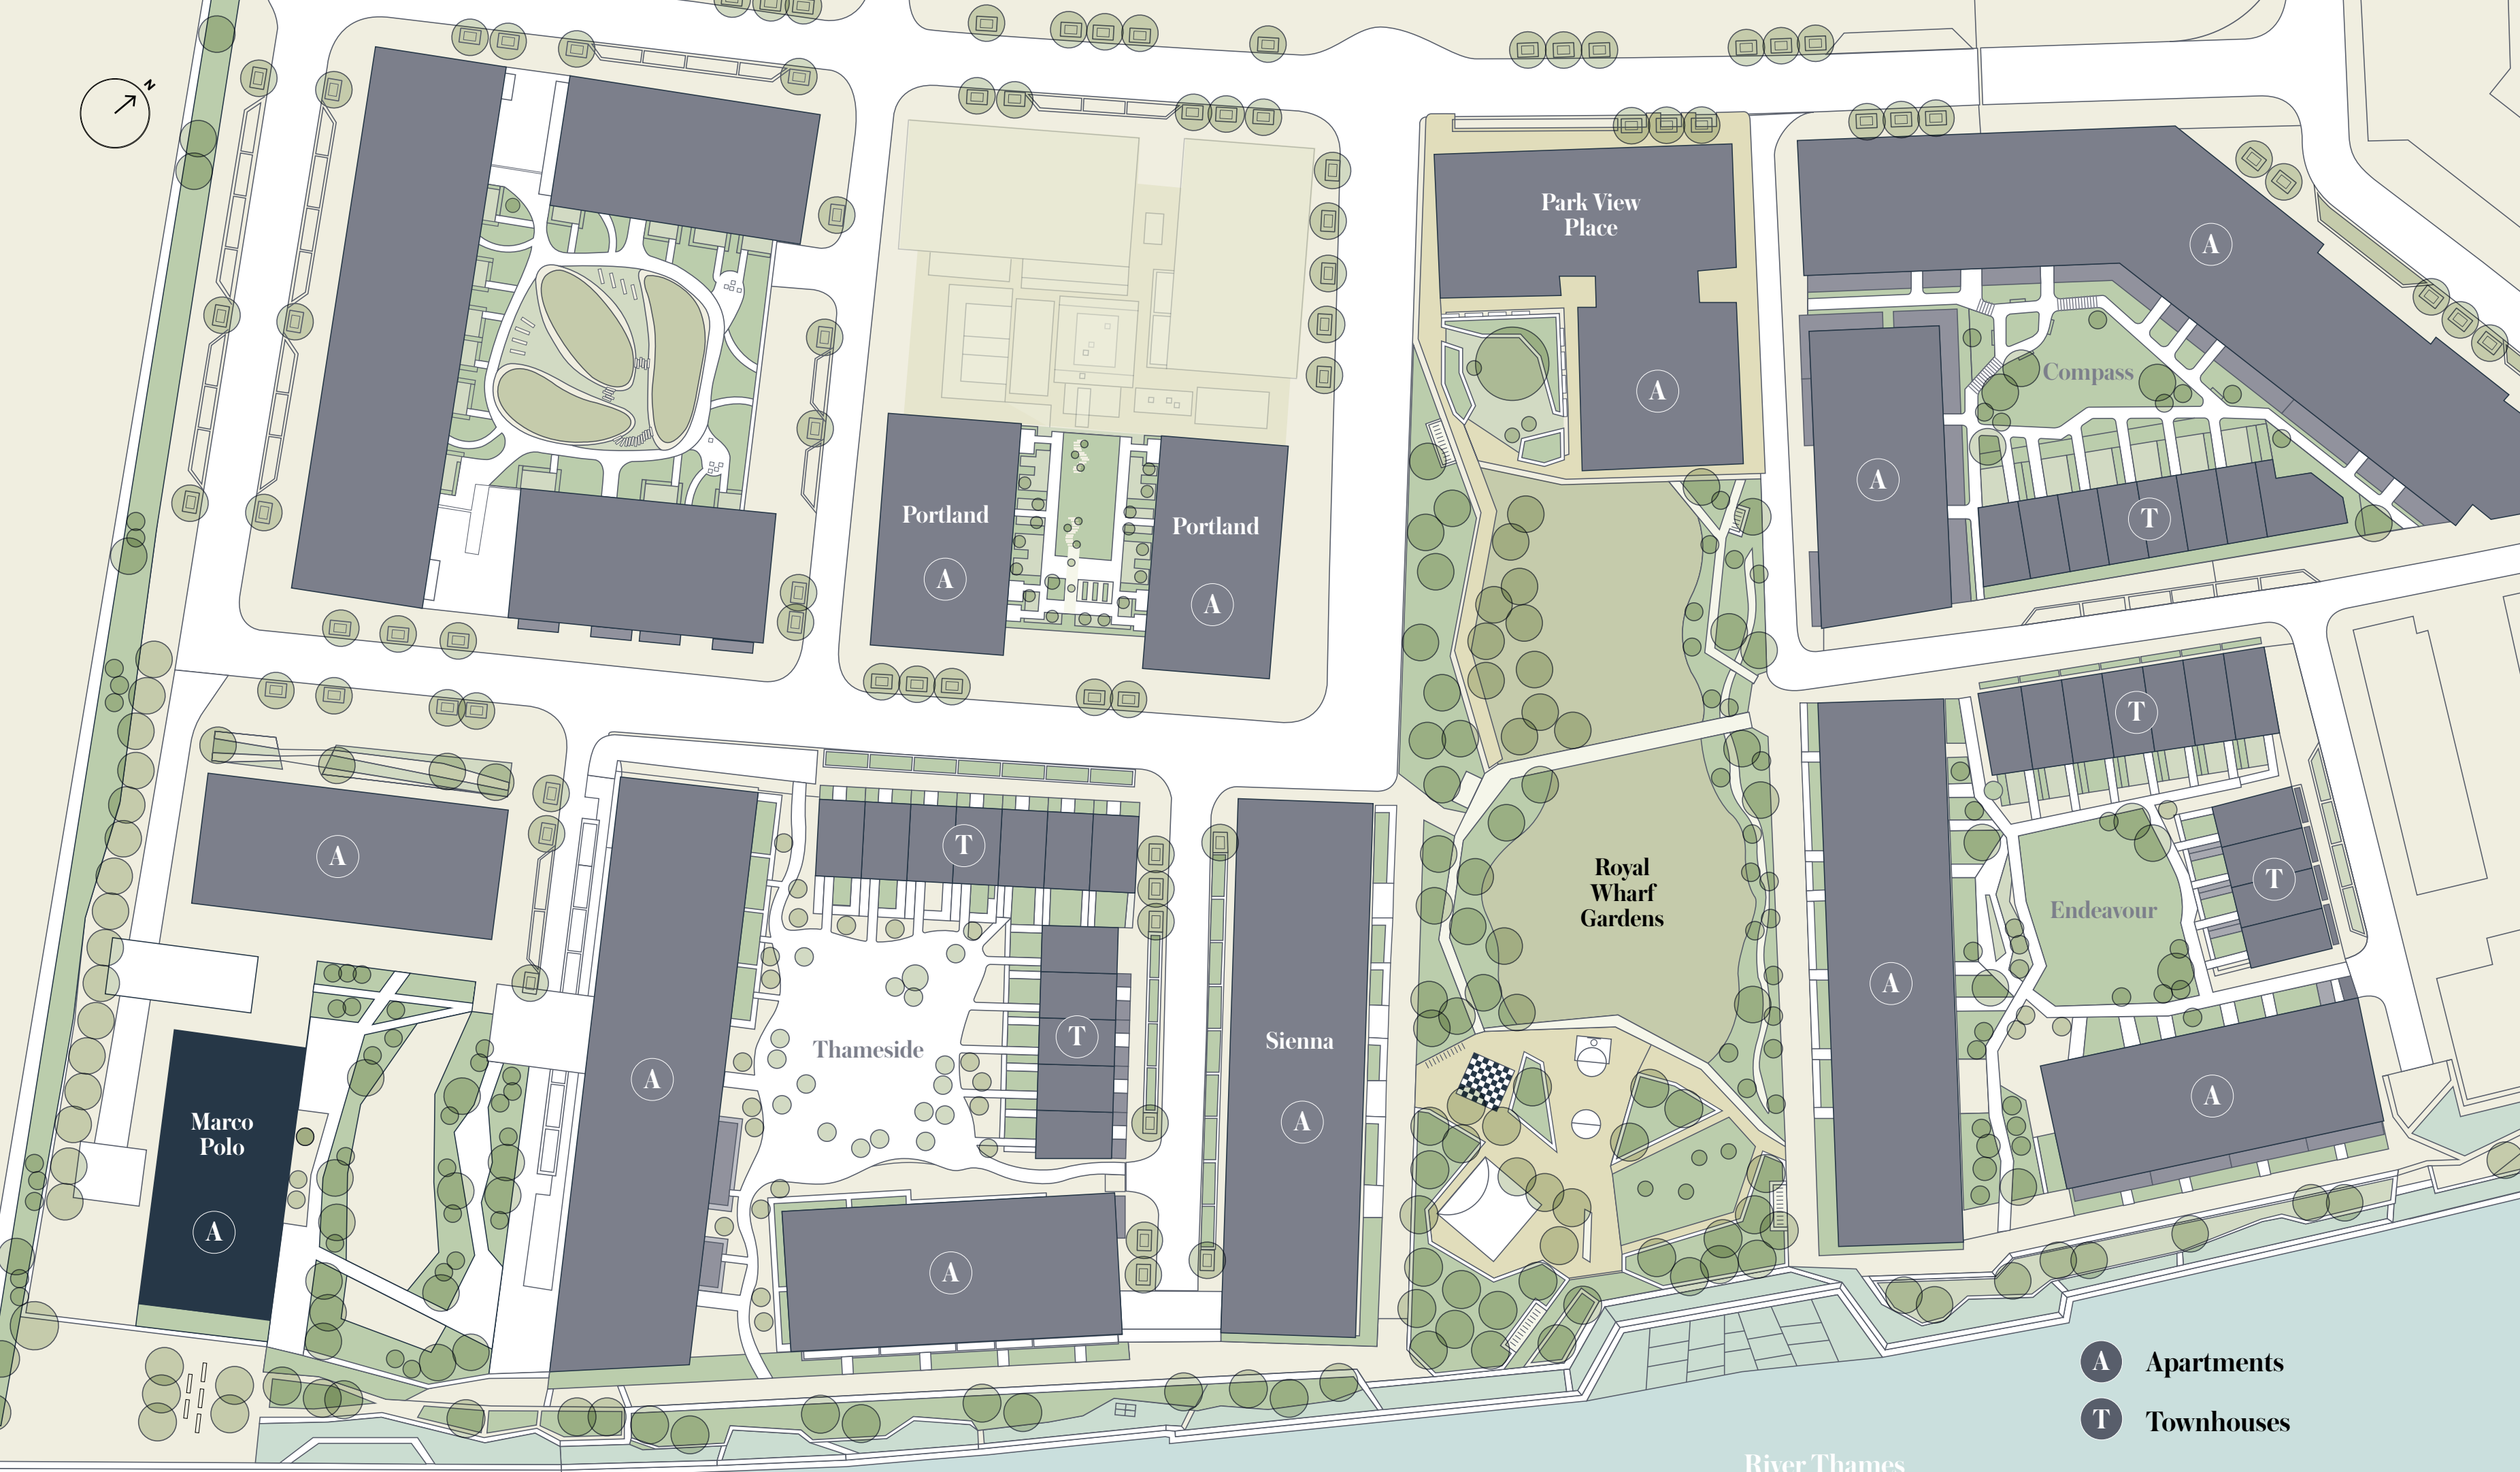 N
Park View
Place
A
A
Compass
A
T
Portland
A
Portland
A
T
A
T
Royal
Wharf
Gardens
T
Endeavour
A
A
A
Thameside
T
Sienna
A
A
Marco
Polo
A
A
A Apartments
T Townhouses
River Thames